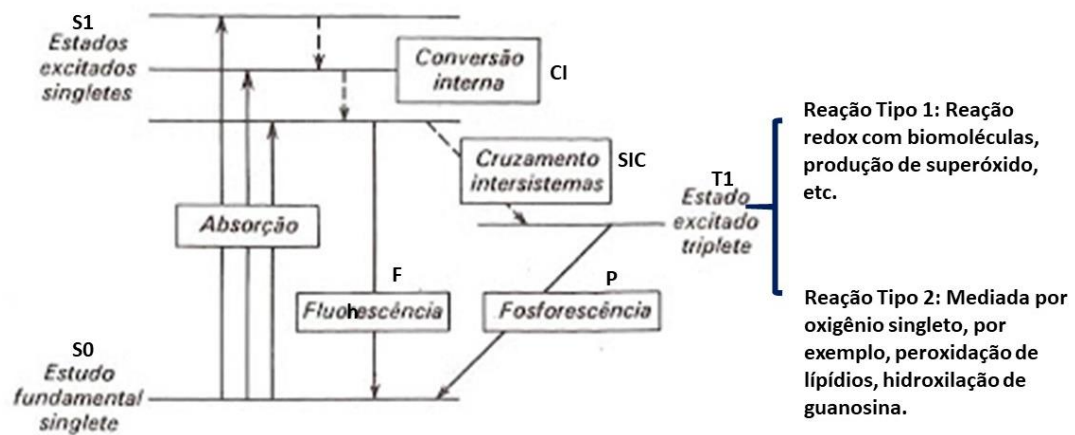 S1
Estados
excitados
singletes
Conversão
interna
CI
Cruzamento
intersistemas
SIC
T1
Estado
excitado
triplete
Reação Tipo 1: Reação
redox com biomoléculas,
produção de superóxido,
etc.
Absorção
F
Fluohescência
P
Fosforescência
Reação Tipo 2: Mediada por
oxigênio singleto, por
exemplo, peroxidação de
lípídios, hidroxilação de
guanosina.
S0
Estudo
fundamental
singlete